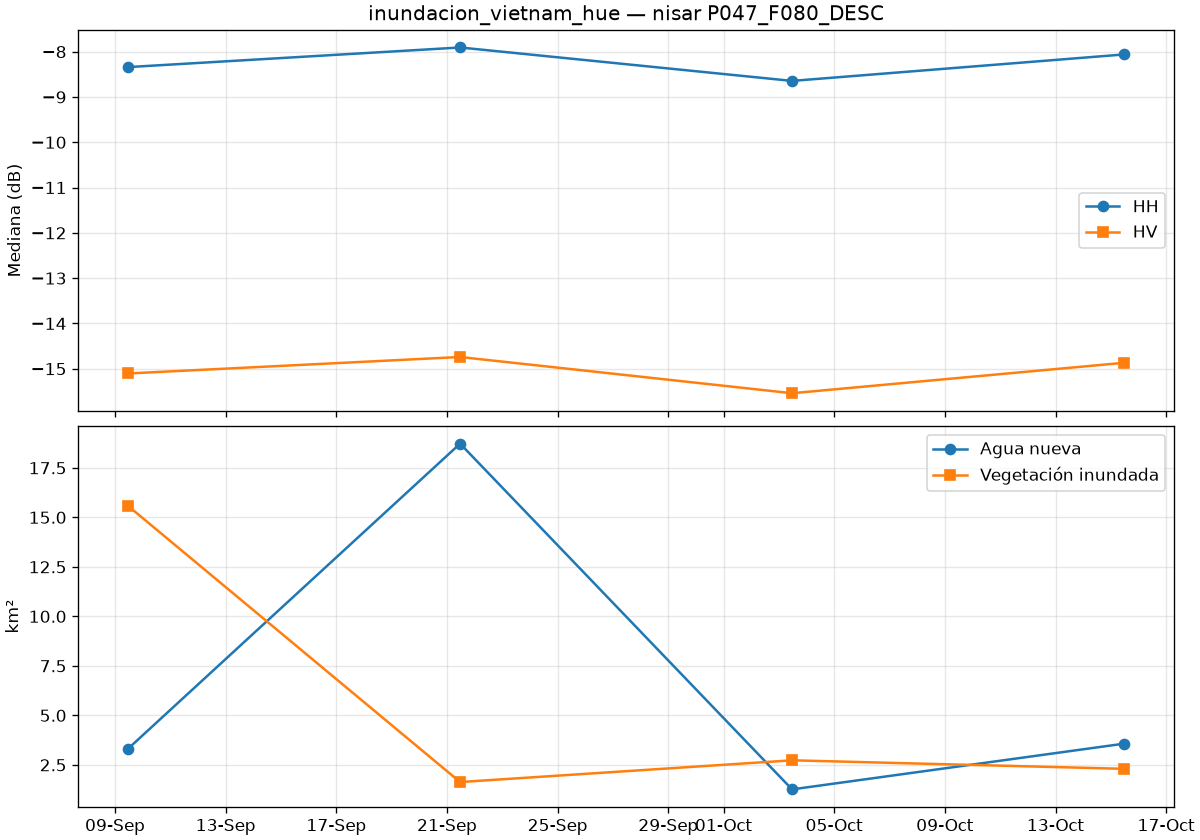 inundacion_vietnam_hue — nisar P047_F080_DESC
−8
−9
−10
−11
−12
−13
−14
−15
Mediana (dB)
HH
HV
17.5
15.0
12.5
10.0
7.5
5.0
2.5
km²
Agua nueva
Vegetación inundada
09-Sep 13-Sep 17-Sep 21-Sep 25-Sep 29-Sep 01-Oct 05-Oct 09-Oct 13-Oct 17-Oct